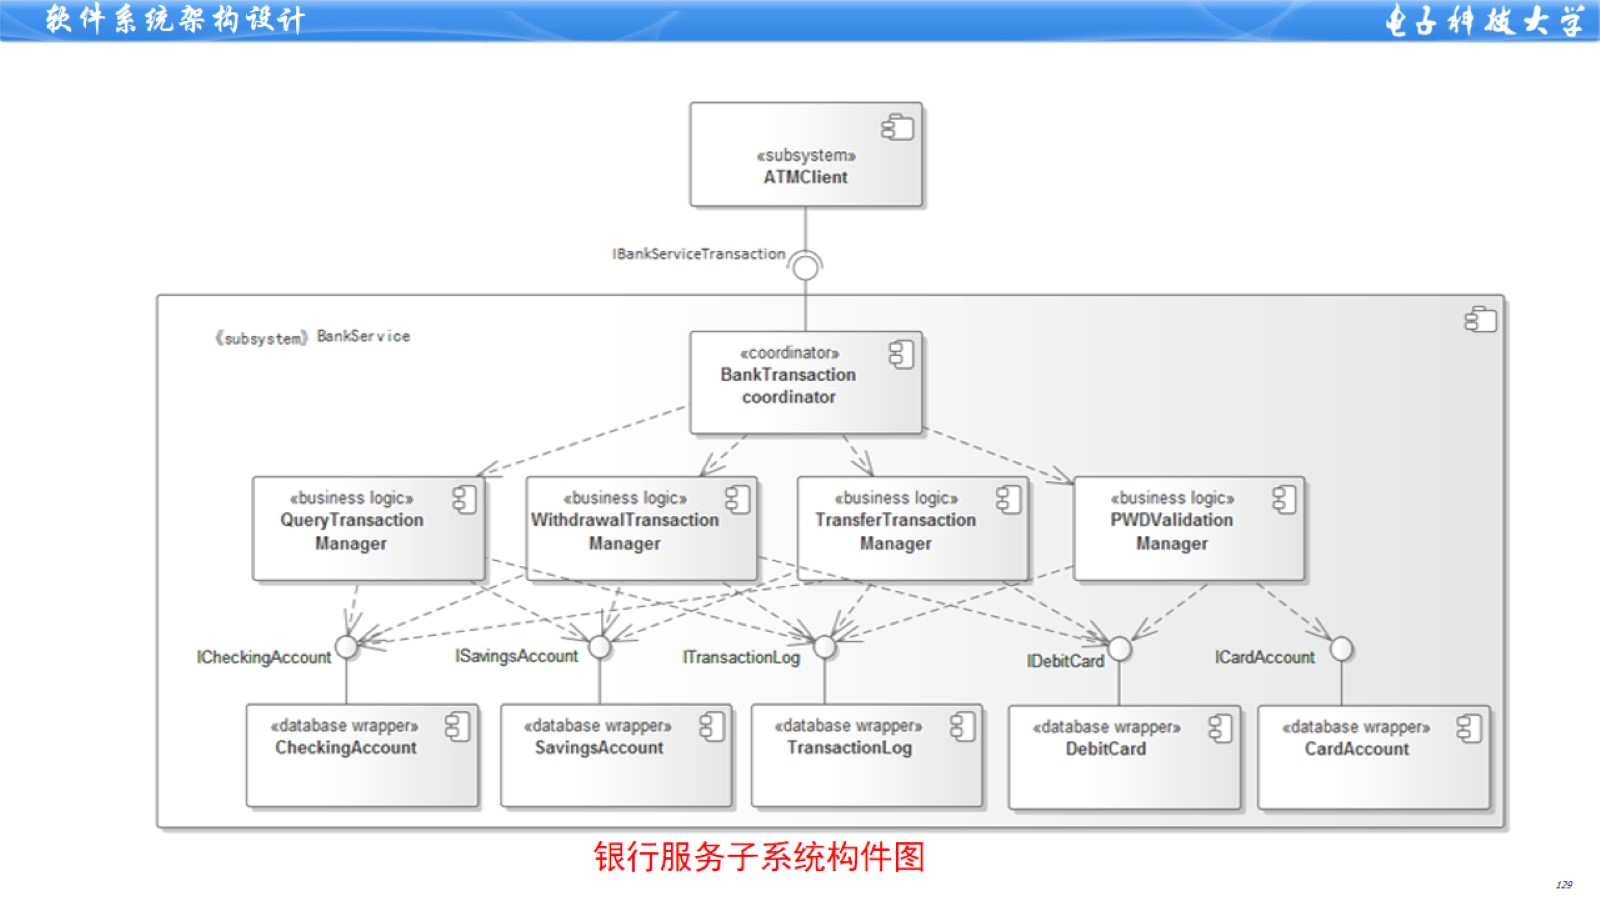 软件系统架构设计
电子科技大学
«subsystem»
ATMClient
IBankServiceTransaction
《subsystem》BankService
«coordinator»
BankTransaction
coordinator
«business logic»
QueryTransaction
Manager
«business logic»
WithdrawalTransaction
Manager
«business logic»
TransferTransaction
Manager
«business logic»
PWDValidation
Manager
ICheckingAccount
ISavingsAccount
ITransactionLog
IDebitCard
ICardAccount
«database wrapper»
CheckingAccount
«database wrapper»
SavingsAccount
«database wrapper»
TransactionLog
«database wrapper»
DebitCard
«database wrapper»
CardAccount
银行服务子系统构件图
129